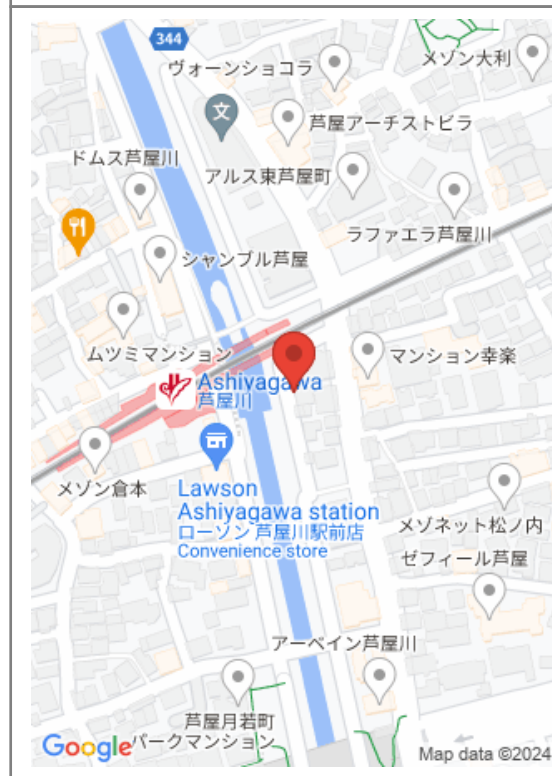 344
ヴォーンショコラ
メゾン大利
文
芦屋アーチストビラ
ドムス芦屋川
アルス東芦屋町
ラファエラ芦屋川
シャンブル芦屋
ムツミマンション
マンション幸楽
Ashiyagawa
芦屋川
メゾン倉本
Lawson
Ashiyagawa station
ローソン 芦屋川駅前店
Convenience store
メゾネット松ノ内
ゼフィール芦屋
アーベイン芦屋川
芦屋月若町
パークマンション
Google
Map data ©2024